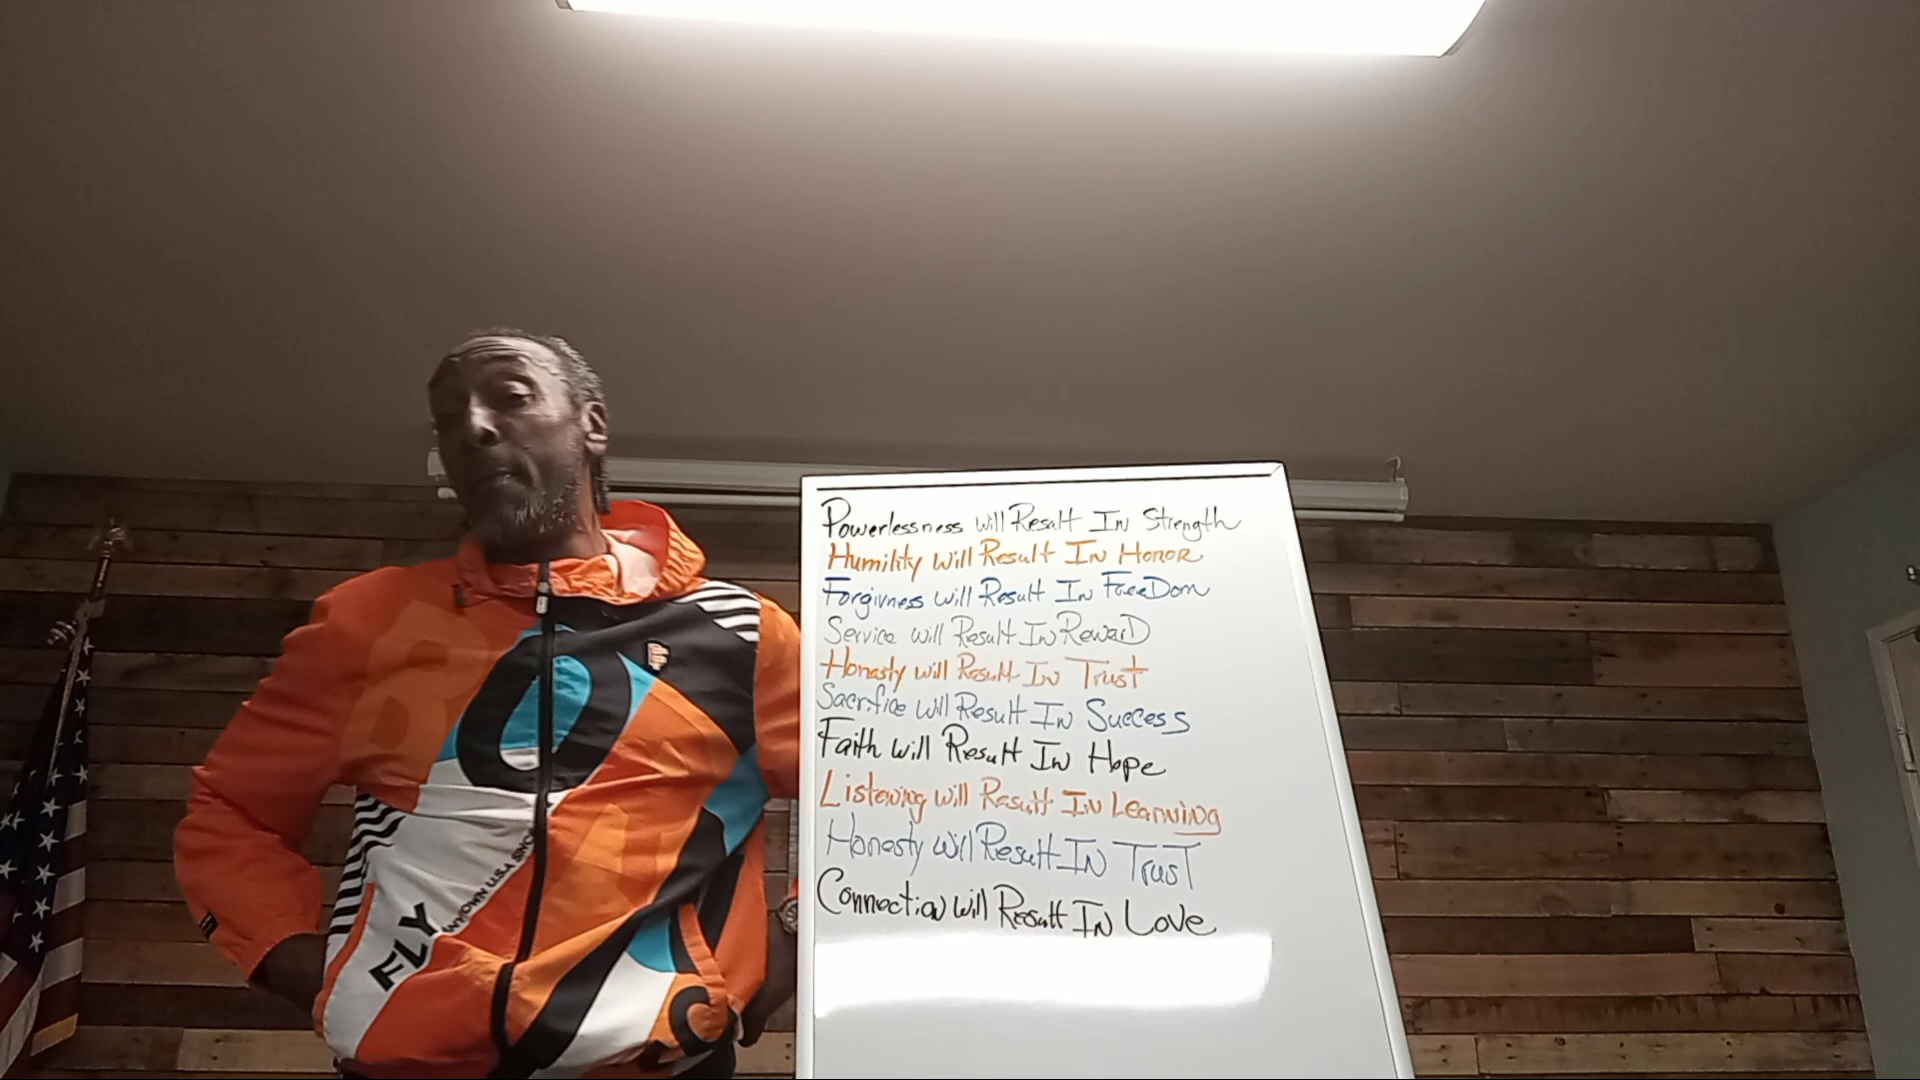 Powerlessness will Result In Strength
Humility Will Result In Honor
Forgivness will Result In FreeDom
Service will Result In RewarD
Honesty will Result In Trust
Sacrifice will Result In Success
Faith will Result In Hope
Listening will Result In Learning
Honesty Will Result In Trust
Connection will Result In Love
FLY